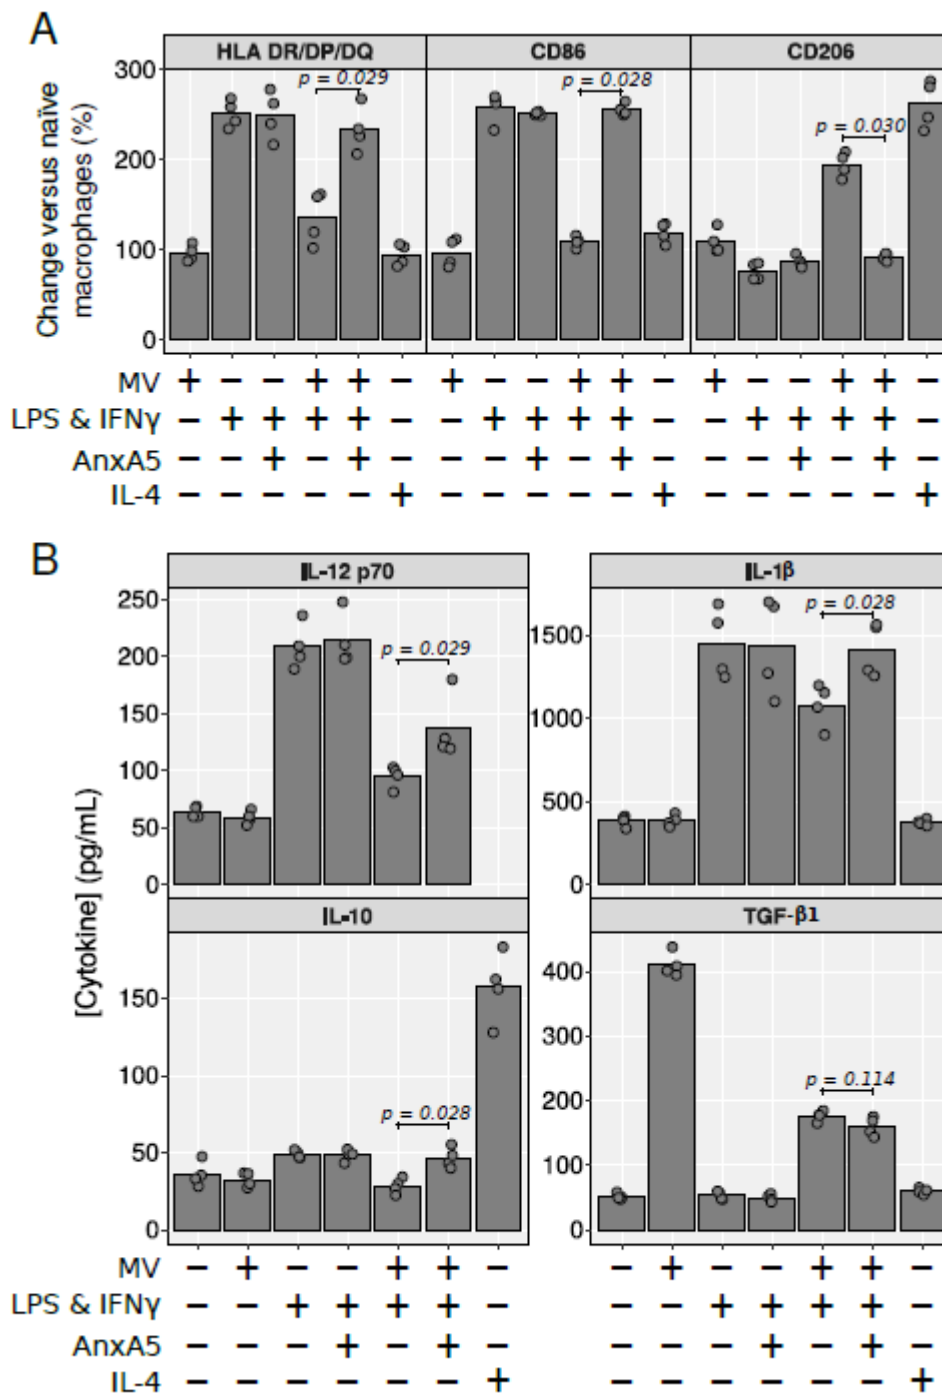 A
HLA DR/DP/DQ CD86 CD206
Change versus naïve
macrophages (%)
300
200
100
0
p = 0.029
p = 0.028
p = 0.030
MV + − − + + − + − − + + − + − − + + −
LPS & IFNγ − + + + + − − + + + + − − + + + + −
AnxA5 − − + − + − − − + − + − − − + − + −
IL-4 − − − − − + − − − − − + − − − − − +
B
[Cytokine] (pg/mL)
IL-12 p70
250
200
150
100
50
0
p = 0.029
IL-1β
1500
1000
500
0
p = 0.028
IL-10
150
100
50
0
p = 0.028
TGF-β1
400
300
200
100
0
p = 0.114
MV − + − − + + − − + − − + + −
LPS & IFNγ − − + + + + − − − + + + + −
AnxA5 − − − + − + − − − − + − + −
IL-4 − − − − − − + − − − − − − +